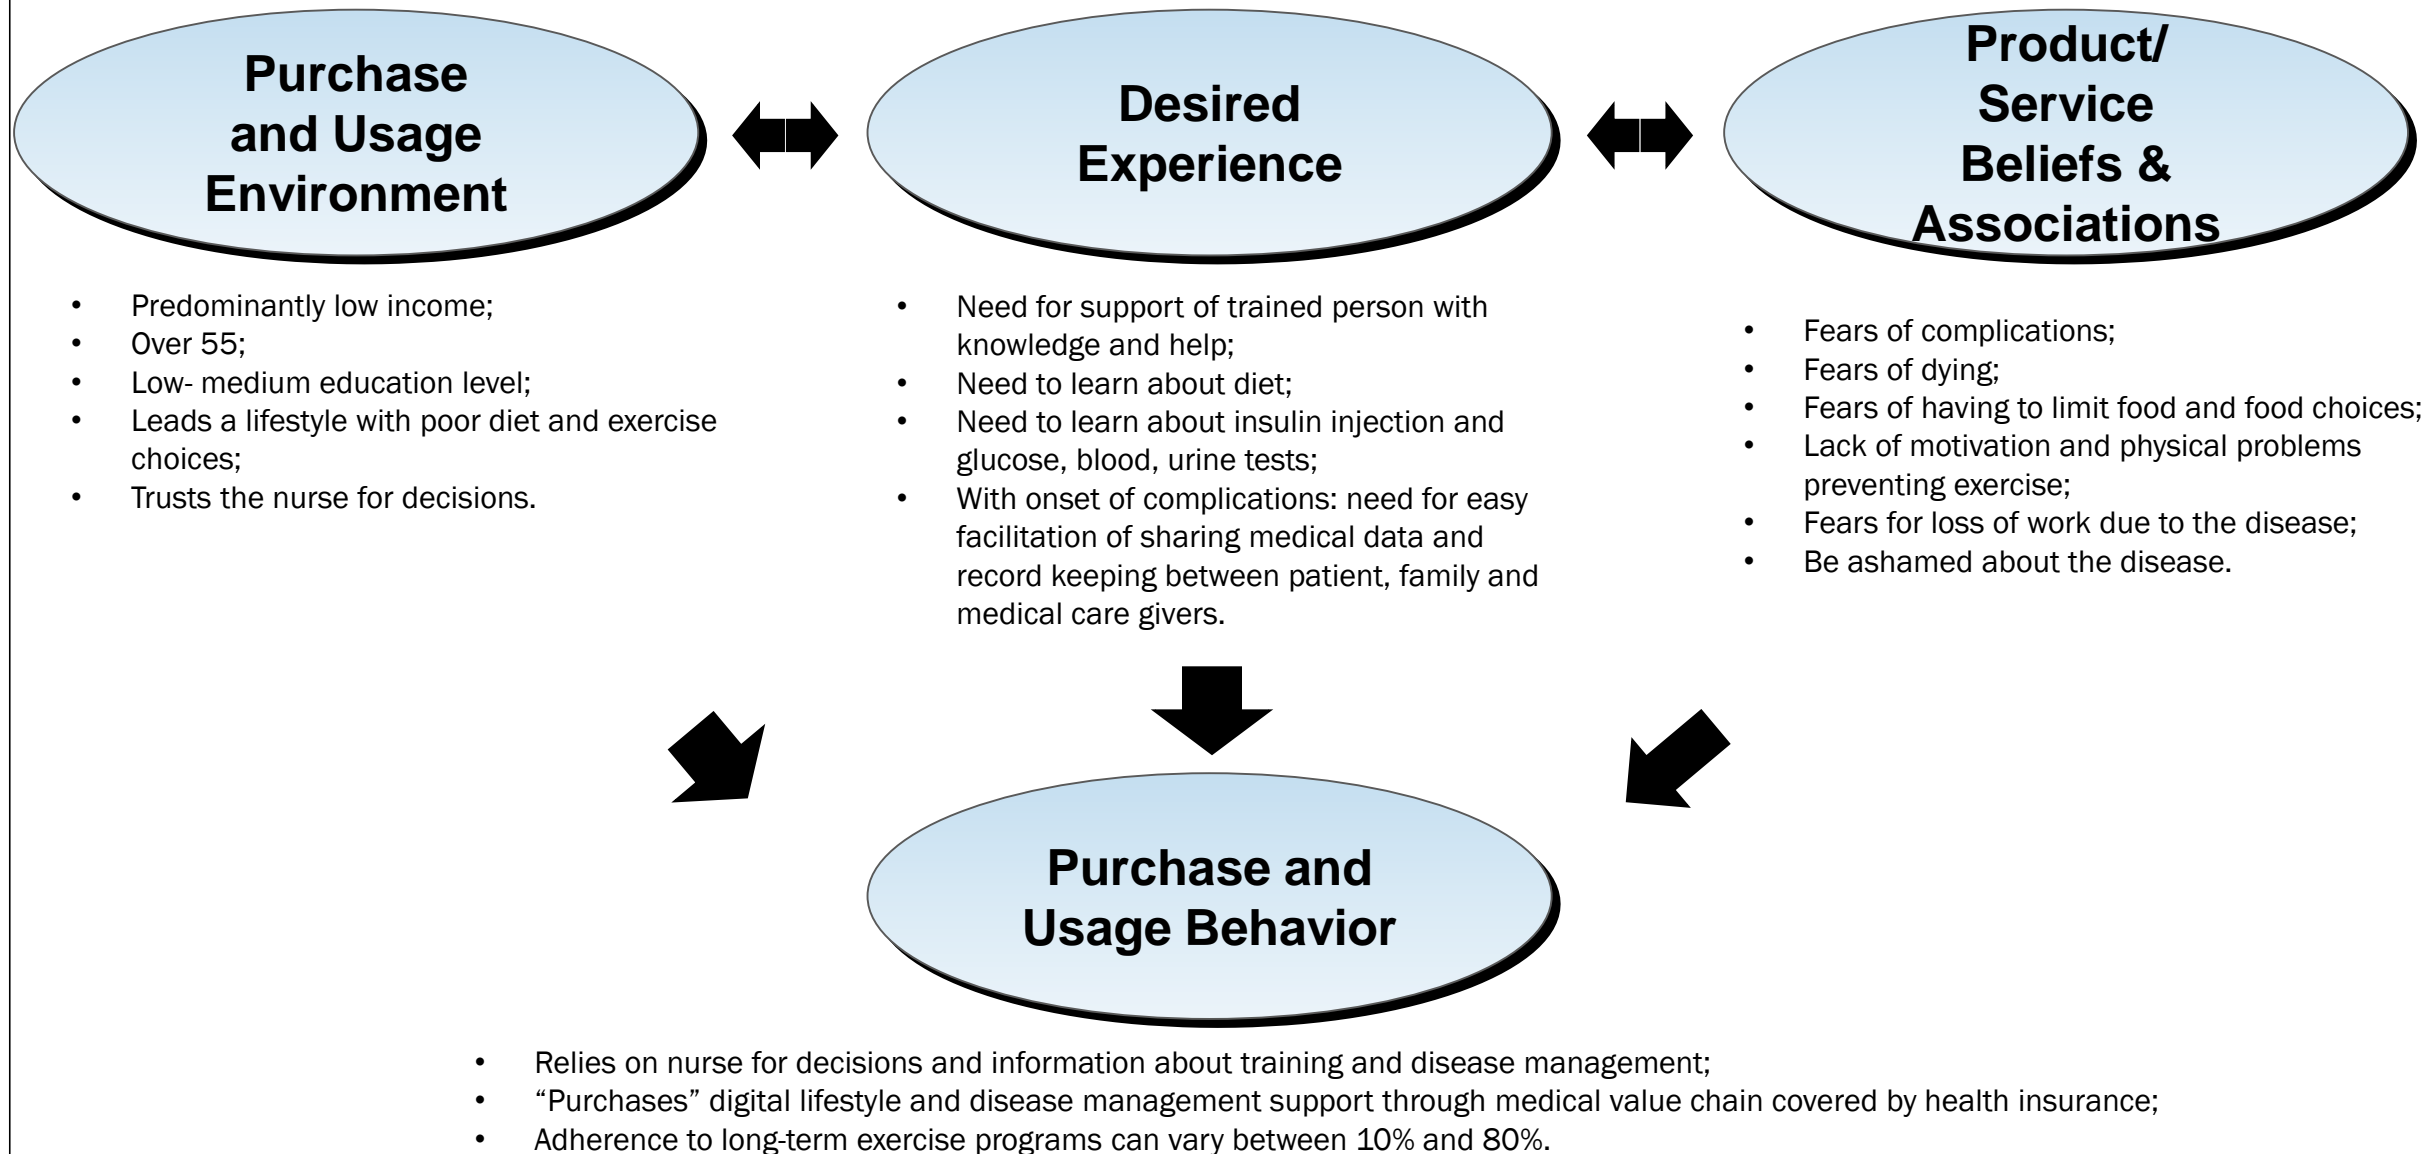 Purchase
and Usage
Environment
Desired
Experience
Product/
Service
Beliefs &
Associations
• Predominantly low income;
• Over 55;
• Low- medium education level;
• Leads a lifestyle with poor diet and exercise
choices;
• Trusts the nurse for decisions.
• Need for support of trained person with
knowledge and help;
• Need to learn about diet;
• Need to learn about insulin injection and
glucose, blood, urine tests;
• With onset of complications: need for easy
facilitation of sharing medical data and
record keeping between patient, family and
medical care givers.
• Fears of complications;
• Fears of dying;
• Fears of having to limit food and food choices;
• Lack of motivation and physical problems
preventing exercise;
• Fears for loss of work due to the disease;
• Be ashamed about the disease.
Purchase and
Usage Behavior
• Relies on nurse for decisions and information about training and disease management;
• “Purchases” digital lifestyle and disease management support through medical value chain covered by health insurance;
• Adherence to long-term exercise programs can vary between 10% and 80%.